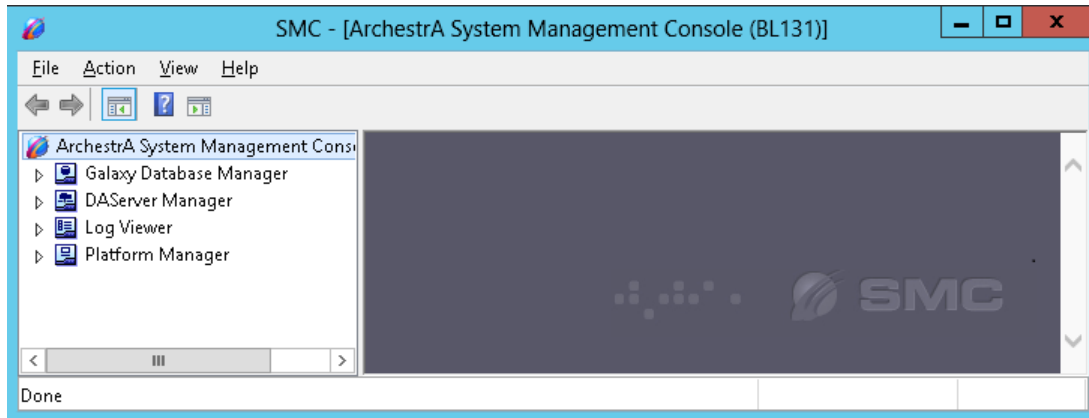 SMC - [ArchestrA System Management Console (BL131)]
File Action View Help
ArchestrA System Management Conso
Galaxy Database Manager
DAServer Manager
Log Viewer
Platform Manager
SMC
Done